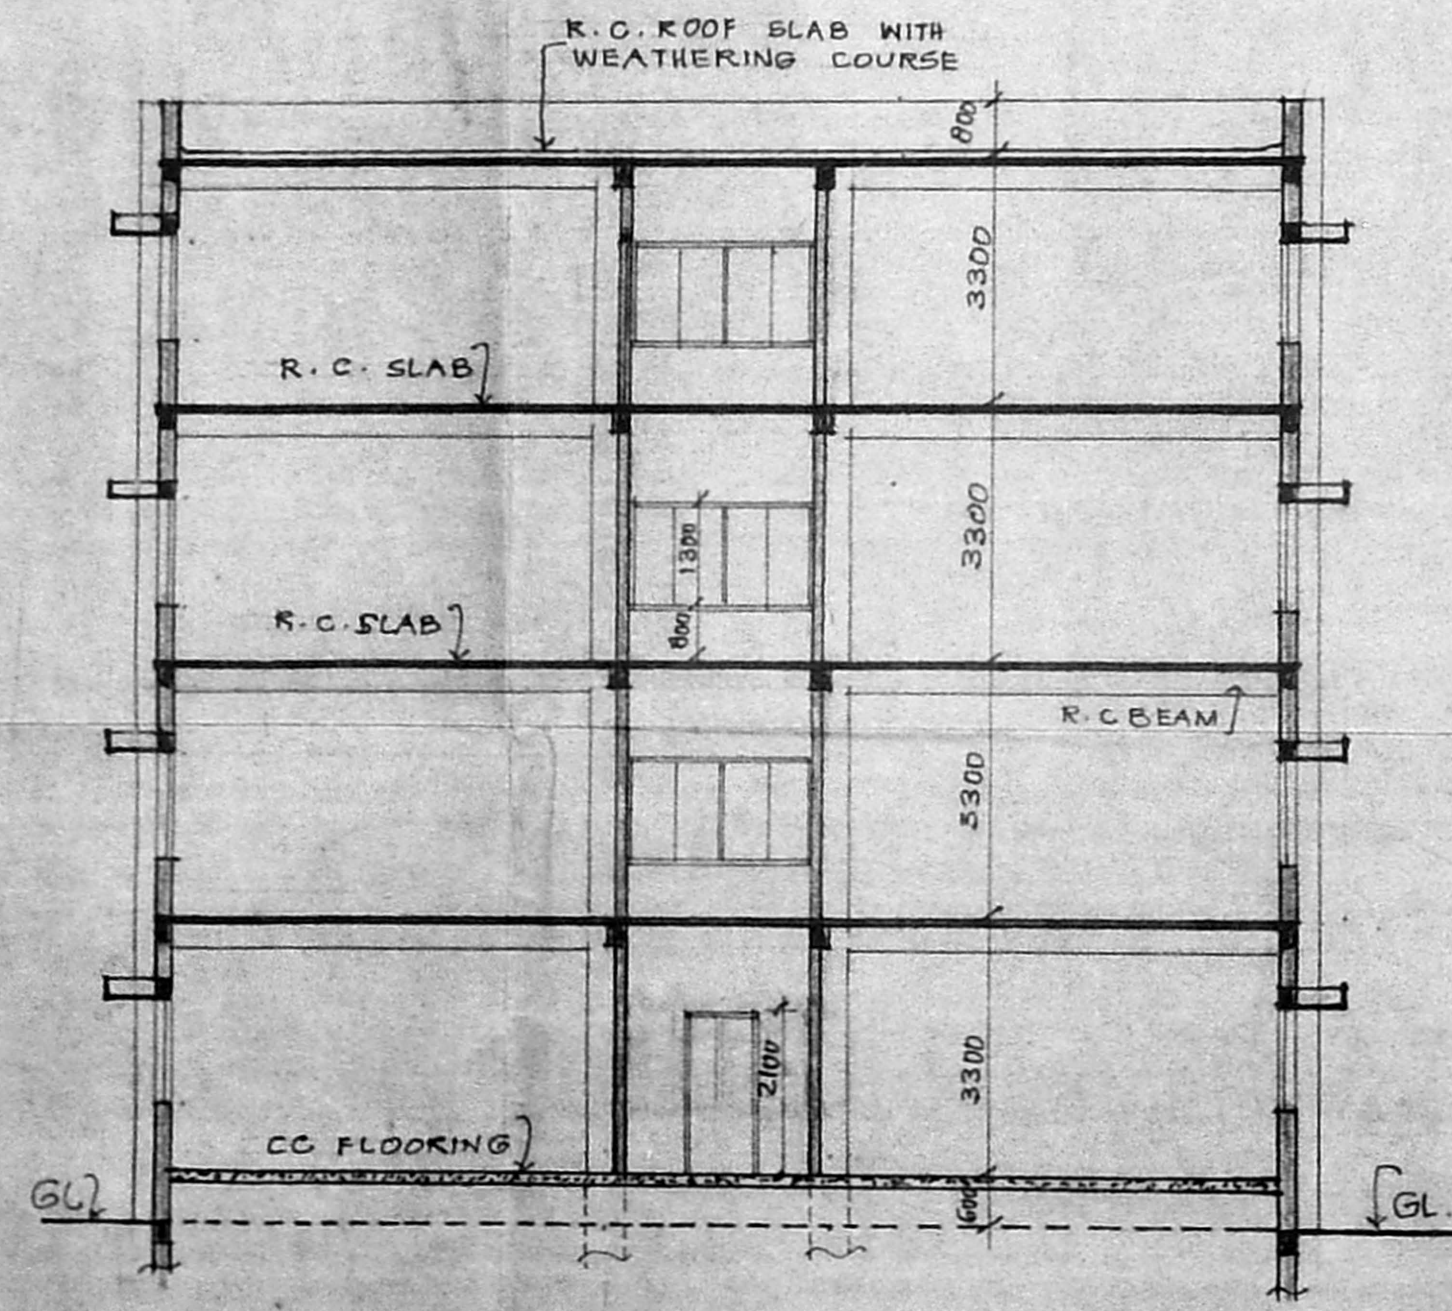 R.C. ROOF SLAB WITH
WEATHERING COURSE
800
3300
R.C. SLAB
3300
1300
R.C. SLAB
800
R.C BEAM
3300
2100
3300
CC FLOORING
GL
600
GL.